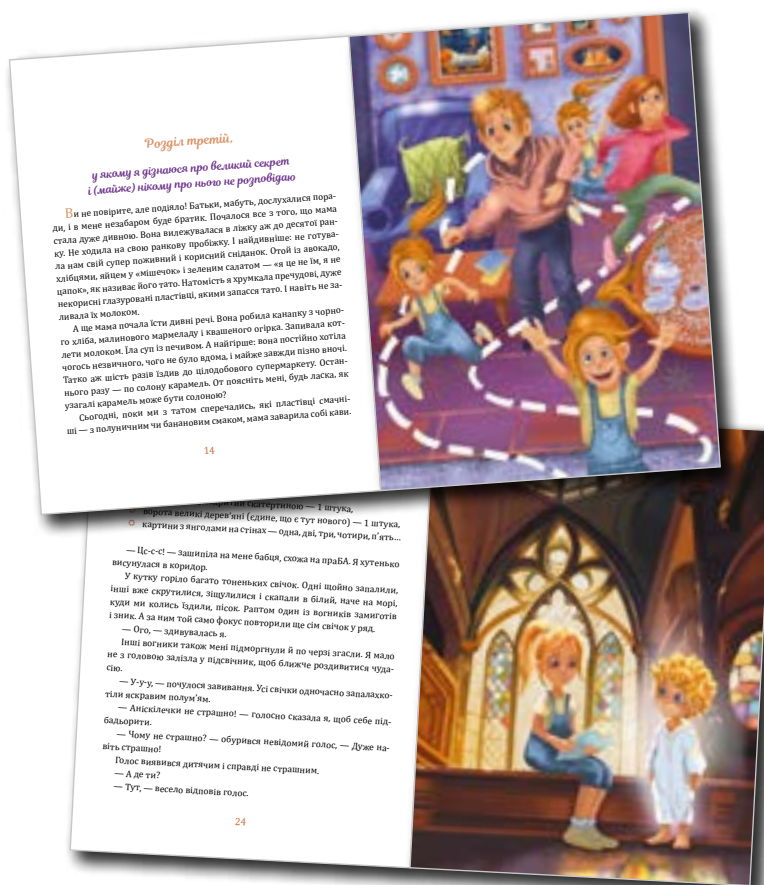 Розділ третій,
у якому я дізнаюся про великий секрет
і (майже) нікому про нього не розповідаю
Ви не повірите, але подіяло! Батьки, мабуть, дослухалися пора-
ди, і в мене незабаром буде братик. Почалося все з того, що мама
стала дуже дивною. Вона вилежувалася в ліжку аж до десятої ран-
ку. Не ходила на свою ранкову пробіжку. І найдивніше: не готува-
ла нам свій супер поживний і корисний сніданок. Отой із авокадо,
хлібцями, яйцем у «мішечок» і зеленим салатом — «я це не їм, я не
цапок», як називає його тато. Натомість я хрумкала пречудові, дуже
некорисні глазуровані пластівці, якими запасся тато. І навіть не за-
ливала їх молоком.
А ще мама почала їсти дивні речі. Вона робила канапку з чорно-
го хліба, малинового мармеладу і квашеного огірка. Запивала кот-
лети молоком. Їла суп із печивом. А найгірше: вона постійно хотіла
чогось незвичного, чого не було вдома, і майже завжди пізно вночі.
Татко аж шість разів їздив до цілодобового супермаркету. Остан-
нього разу — по солону карамель. От поясніть мені, будь ласка, як
узагалі карамель може бути солоною?
Сьогодні, поки ми з татом сперечались, які пластівці смачні-
ші — з полуничним чи банановим смаком, мама заварила собі кави.
14
скатертиною — 1 штука,
ворота великі дерев'яні (єдине, що є тут нового) — 1 штука,
картини з янголами на стінах — одна, дві, три, чотири, п'ять...
— Цс-с-с! — зашипіла на мене бабця, схожа на праБА. Я хутенько
висунулася в коридор.
У кутку горіло багато тоненьких свічок. Одні щойно запалили,
інші вже скрутилися, зіщулилися і скапали в білий, наче на морі,
куди ми колись їздили, пісок. Раптом один із вогників замиготів
і зник. А за ним той само фокус повторили ще сім свічок у ряд.
— Ого, — здивувалась я.
Інші вогники також мені підморгнули й по черзі згасли. Я мало
не з головою залізла у підсвічник, щоб ближче роздивитися чуда-
сію.
— У-у-у, — почулося завивання. Усі свічки одночасно запалахко-
тіли яскравим полум'ям.
— Аніскілечки не страшно! — голосно сказала я, щоб себе під-
бадьорити.
— Чому не страшно? — обурився невідомий голос, — Дуже на-
віть страшно!
Голос виявився дитячим і справді не страшним.
— А де ти?
— Тут, — весело відповів голос.
24